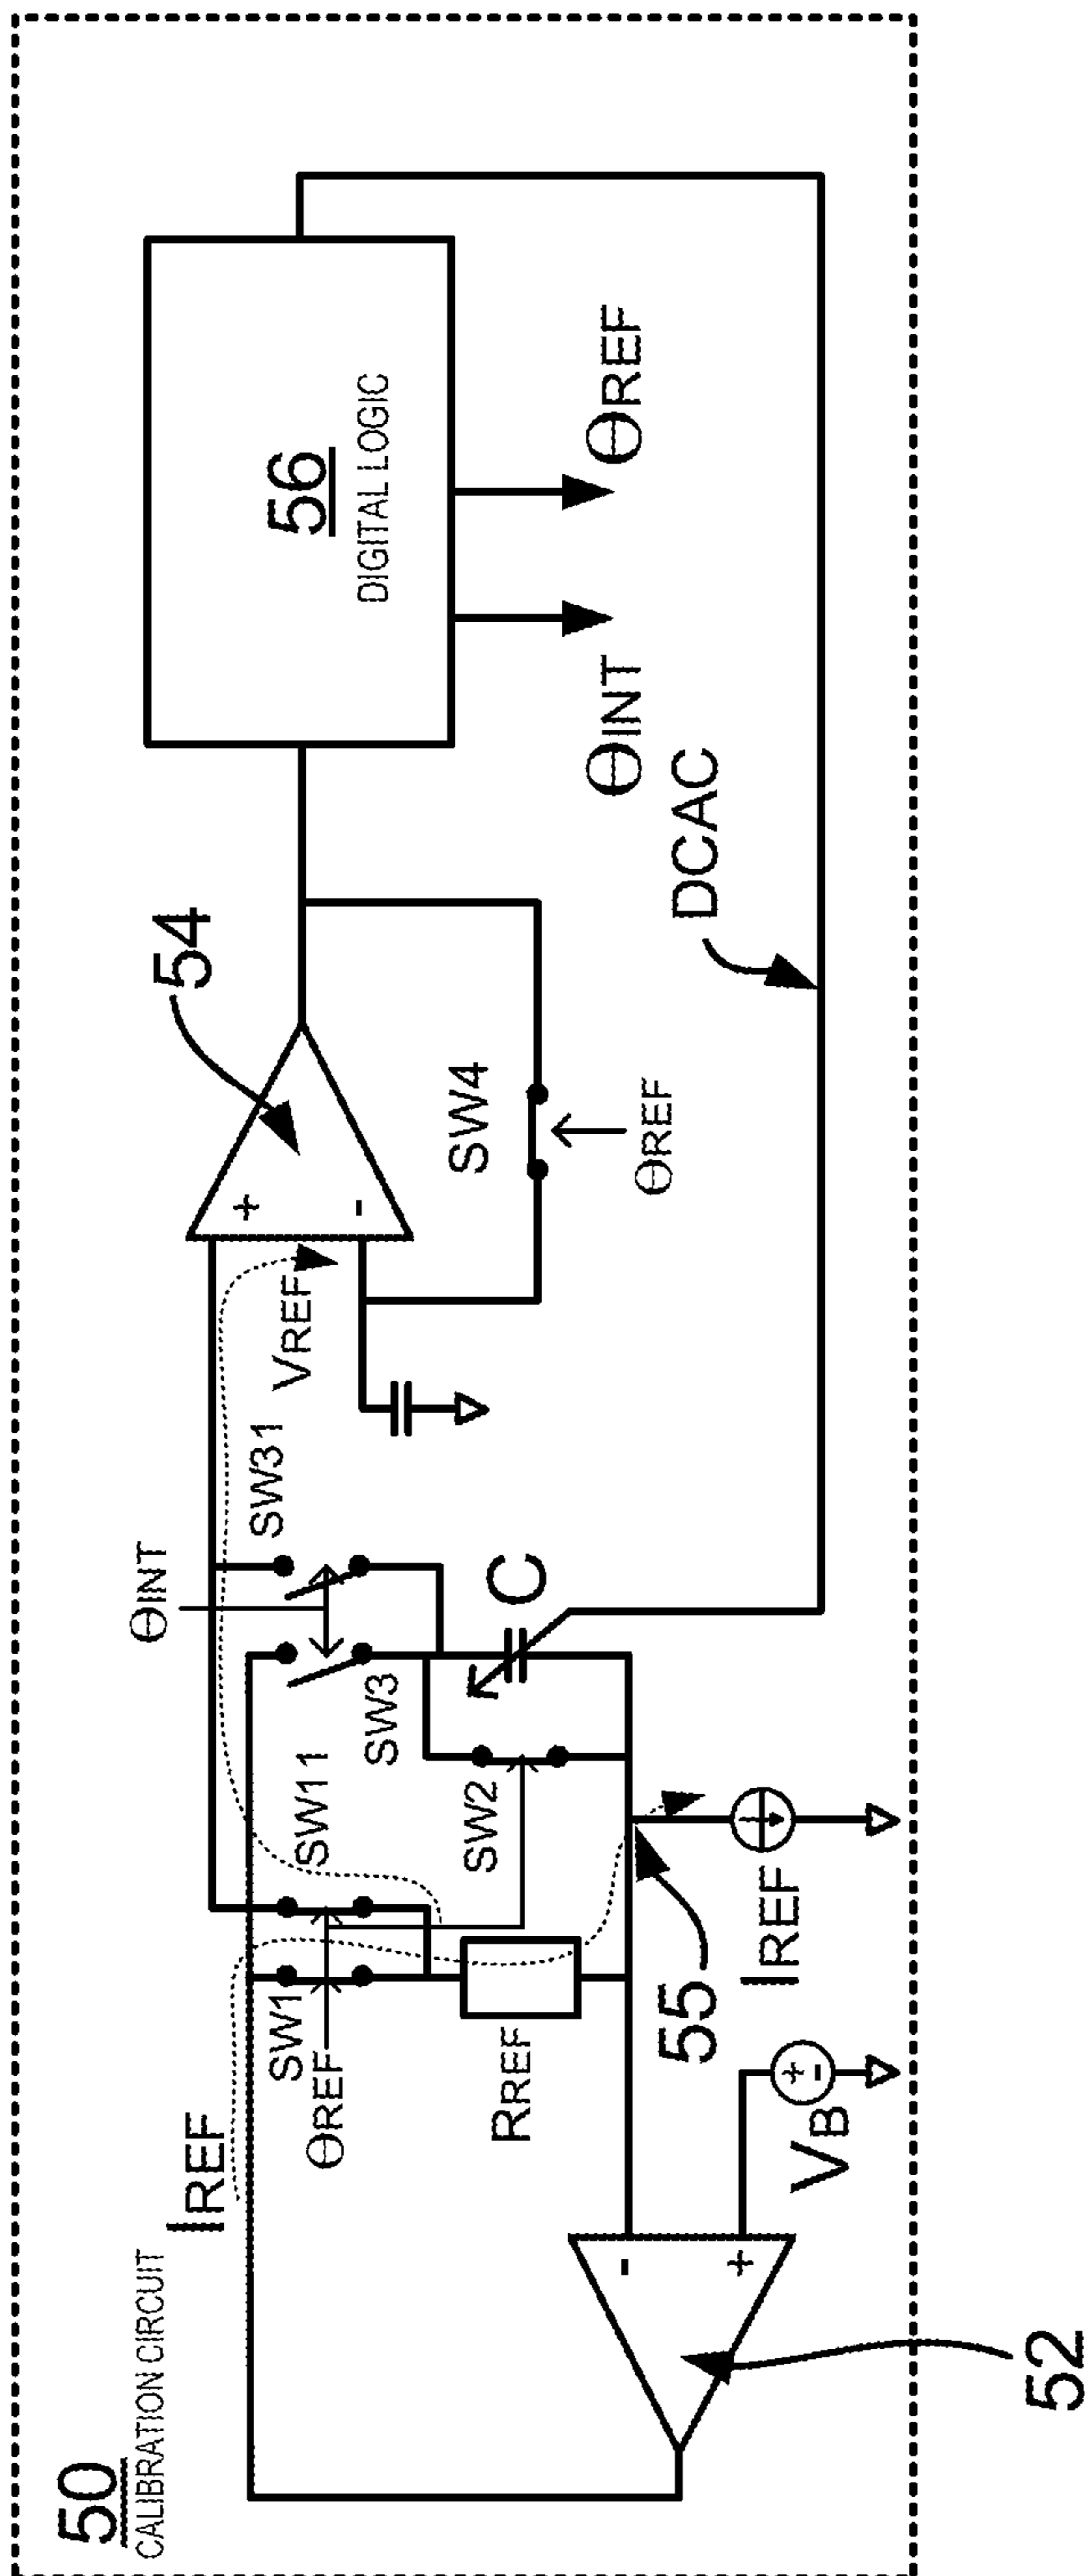 50
CALIBRATION CIRCUIT
IREF
SW1
SW11
ΘREF
RREF
SW2
SW3
ΘINT
SW31
C
VREF
+
-
54
SW4
ΘREF
56
DIGITAL LOGIC
ΘINT
ΘREF
DCAC
55
IREF
-
+
VB
+
-
52